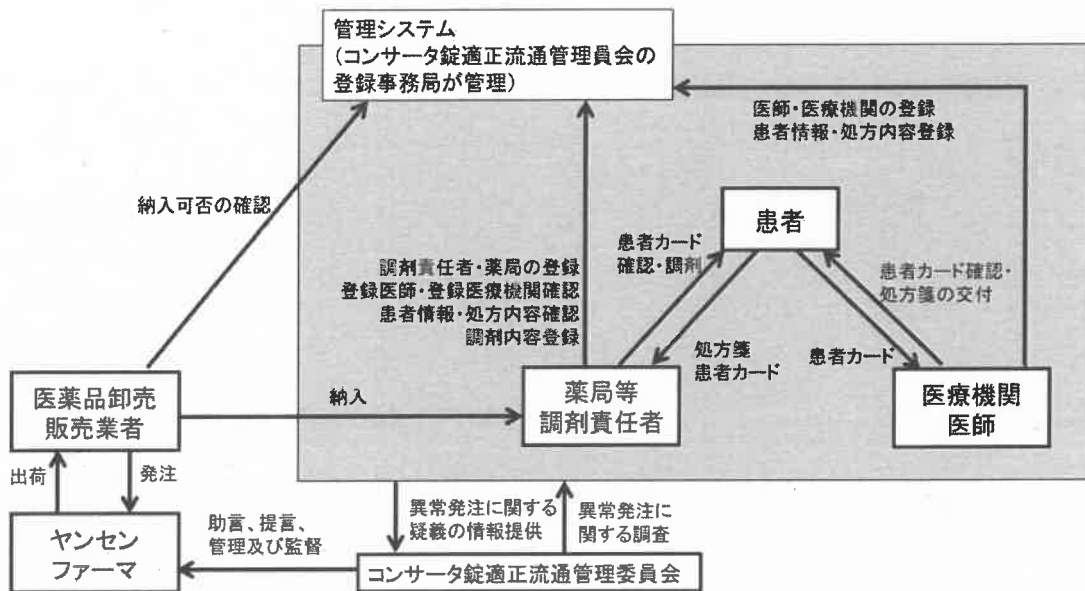 管理システム
(コンサータ錠適正流通管理員会の
登録事務局が管理)
医師・医療機関の登録
患者情報・処方内容登録
納入可否の確認
患者
患者カード
確認・調剤
調剤責任者・薬局の登録
登録医師・登録医療機関確認
患者情報・処方内容確認
調剤内容登録
患者カード確認・
処方箋の交付
処方箋
患者カード
患者カード
医薬品卸売
販売業者
納入
薬局等
調剤責任者
医療機関
医師
出荷
発注
異常発注に関する
疑義の情報提供
異常発注に
関する調査
ヤンセン
ファーマ
助言、提言、
管理及び監督
コンサータ錠適正流通管理委員会